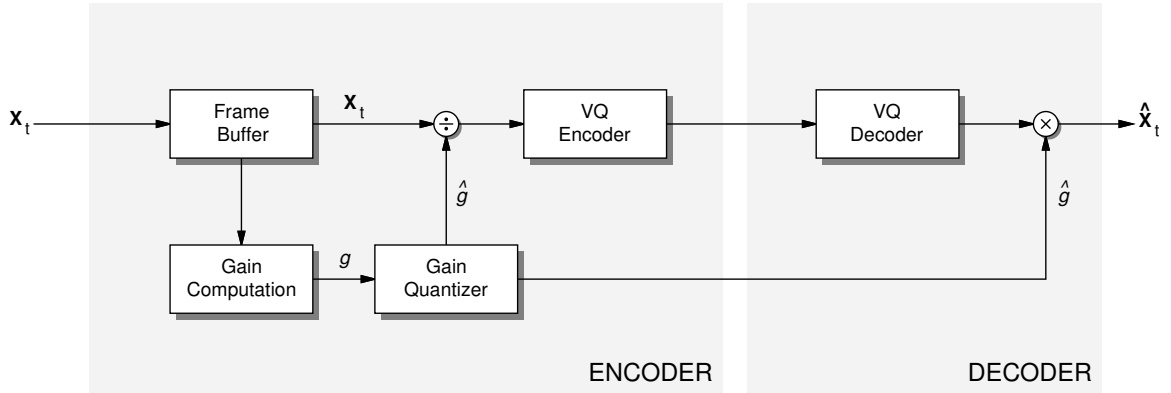 X_t
Frame
Buffer
X_t
÷
VQ
Encoder
VQ
Decoder
×
X̂_t
ĝ
ĝ
Gain
Computation
g
Gain
Quantizer
ENCODER
DECODER